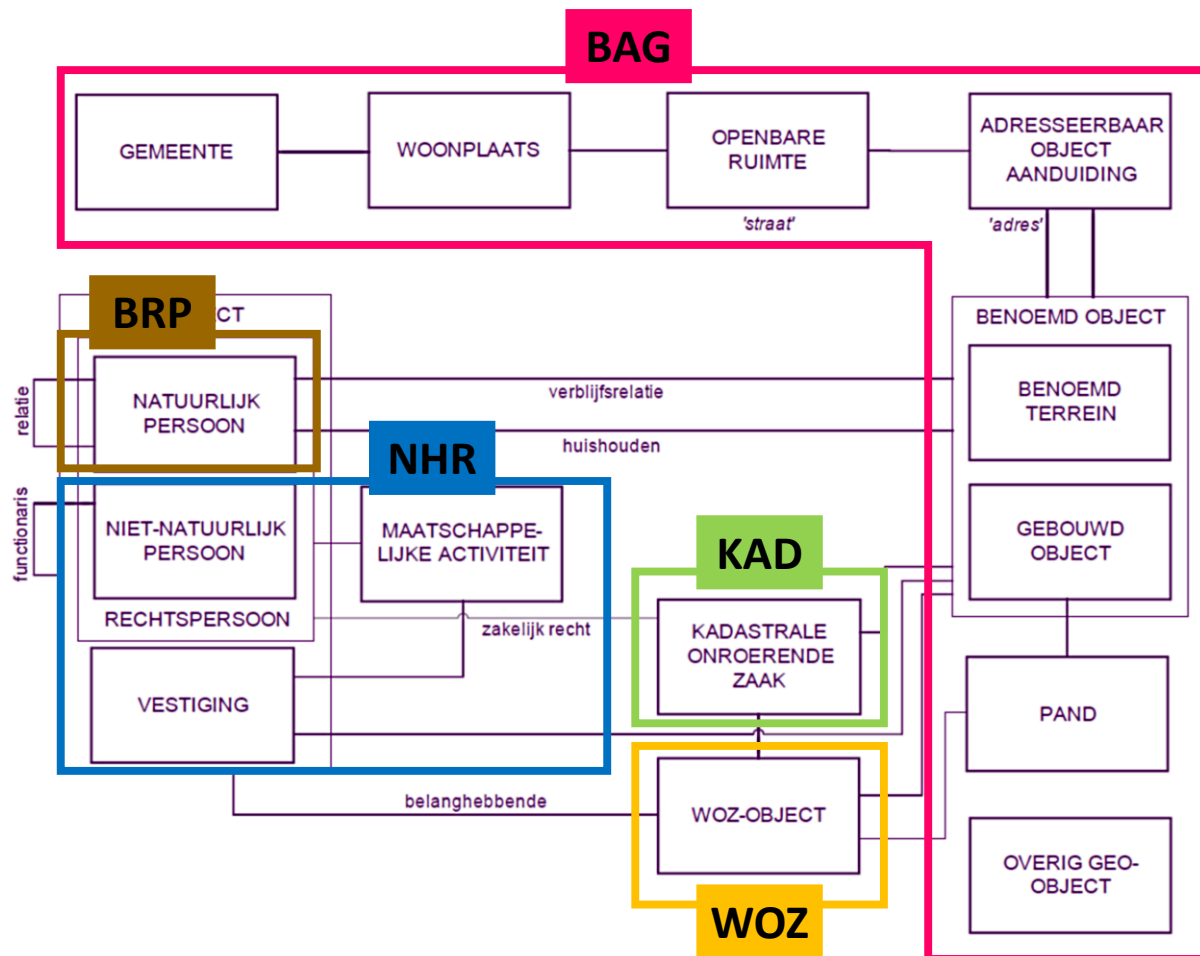 BAG
GEMEENTE
WOONPLAATS
OPENBARE
RUIMTE
ADRESSEERBAAR
OBJECT
AANDUIDING
'straat'
'adres'
BRP
CT
BENOEMD OBJECT
relatie
NATUURLIJK
PERSOON
verblijfsrelatie
BENOEMD
TERREIN
huishouden
NHR
functionaris
NIET-NATUURLIJK
PERSOON
MAATSCHAPPE-
LIJKE ACTIVITEIT
GEBOUWD
OBJECT
KAD
RECHTSPERSOON
zakelijk recht
KADASTRALE
ONROERENDE
ZAAK
VESTIGING
PAND
belanghebbende
WOZ-OBJECT
OVERIG GEO-
OBJECT
WOZ